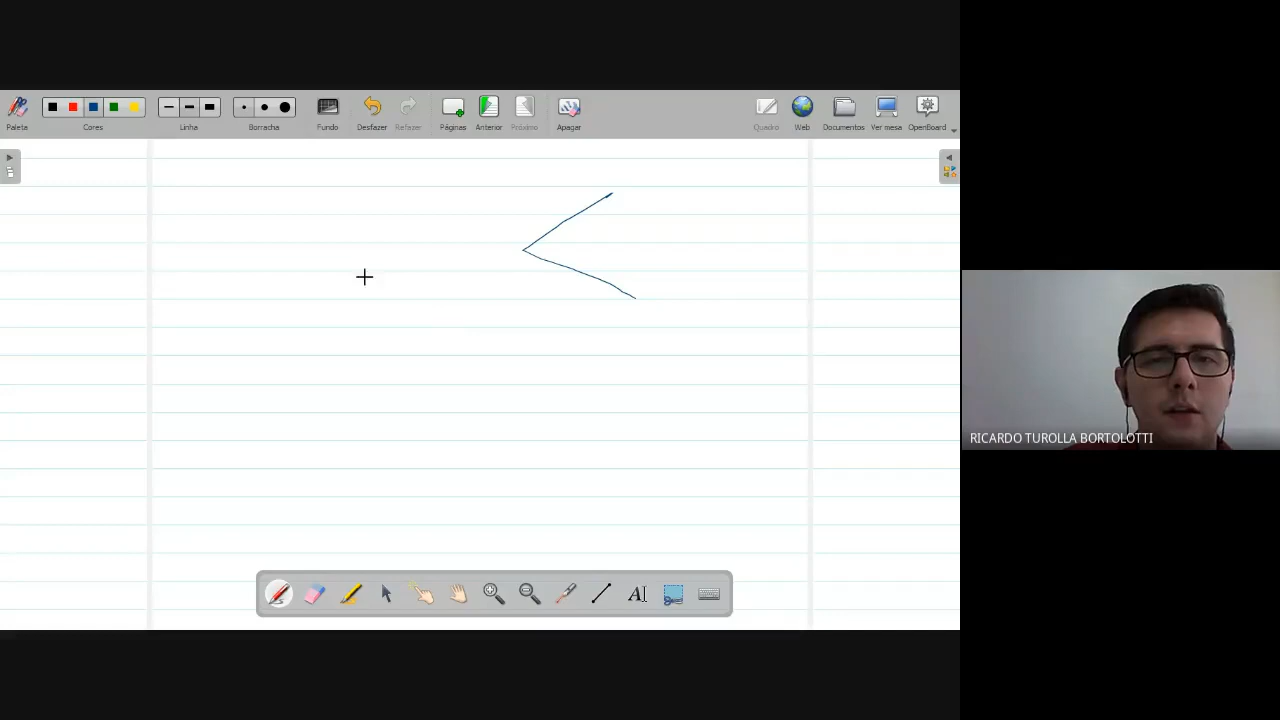 Paleta Cores Linha Borracha Fundo Desfazer Refazer Páginas Anterior Próximo Apagar Quadro Web Documentos Ver mesa OpenBoard
RICARDO TUROLLA BORTOLOTTI
AI